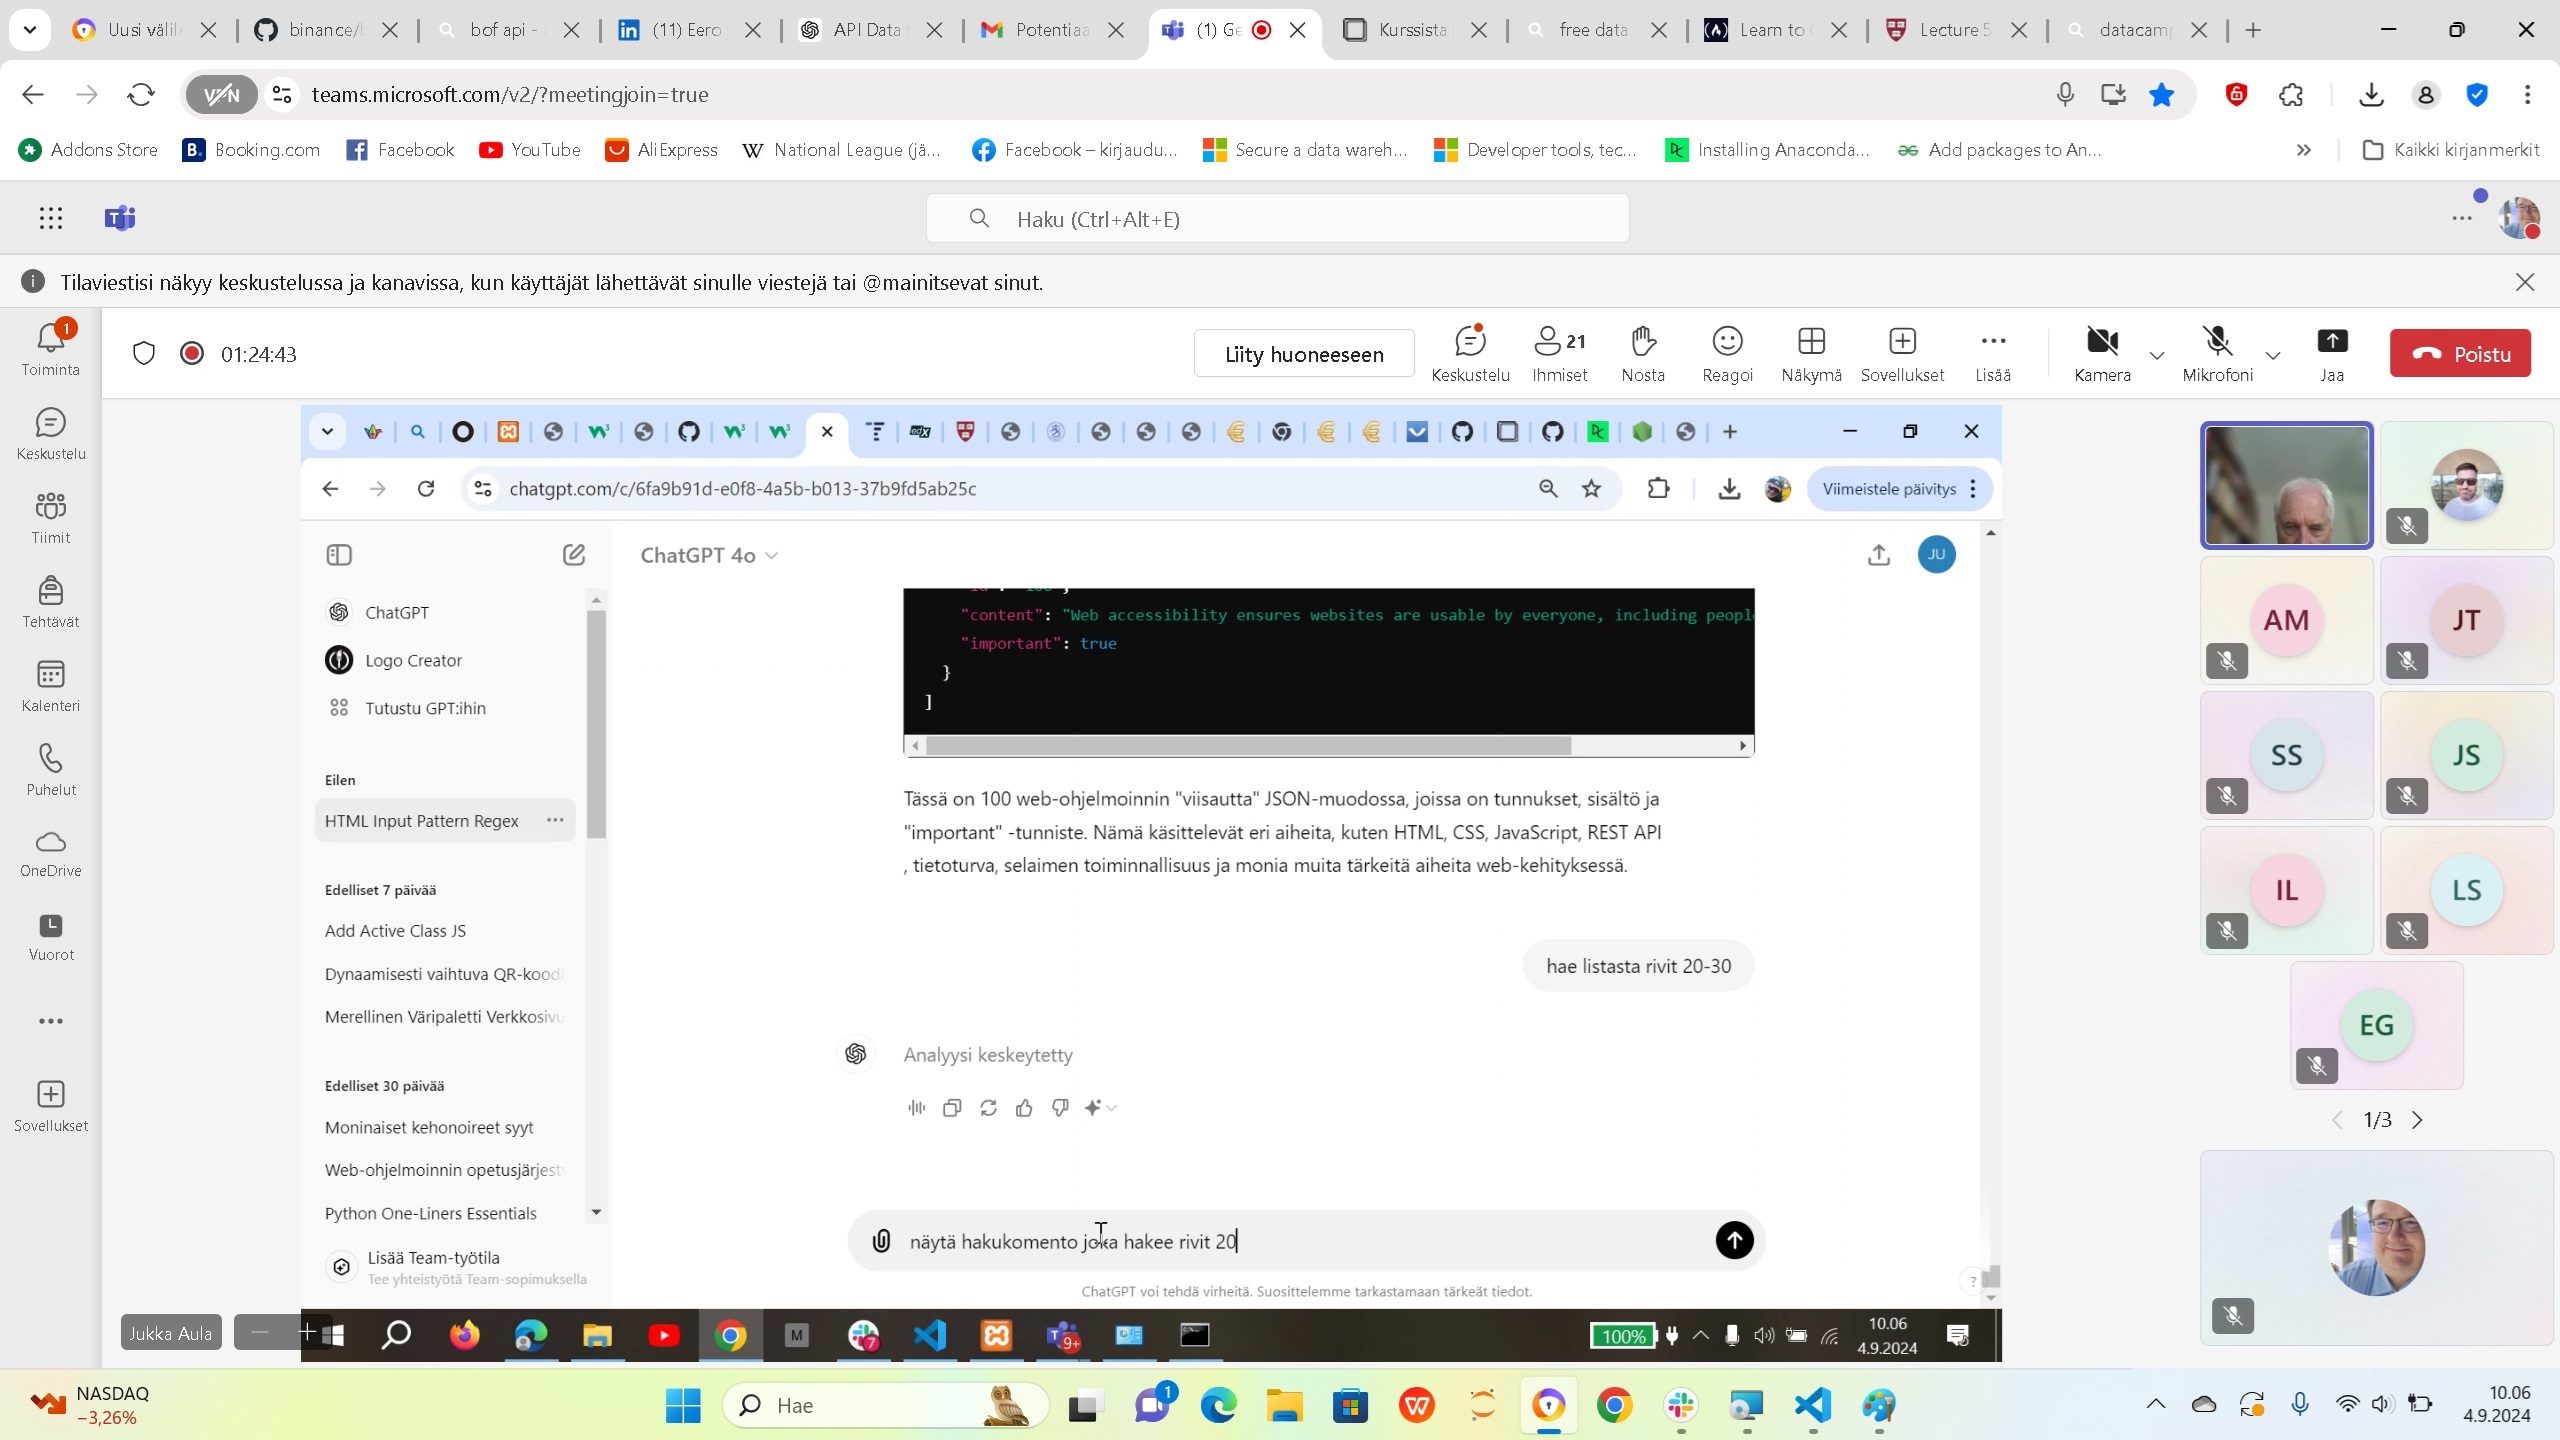 Uusi välile
binance/b
bof api -
(11) Eero
API Data
Potentiaa
(1) Ge
Kurssista
free data
Learn to
Lecture 5
datacamp
VPN
teams.microsoft.com/v2/?meetingjoin=true
Addons Store
Booking.com
Facebook
YouTube
AliExpress
National League (jä...
Facebook – kirjaudu...
Secure a data wareh...
Developer tools, tec...
Installing Anaconda...
Add packages to An...
Kaikki kirjanmerkit
Haku (Ctrl+Alt+E)
Tilaviestisi näkyy keskustelussa ja kanavissa, kun käyttäjät lähettävät sinulle viestejä tai @mainitsevat sinut.
1
Toiminta
Keskustelu
Tiimit
Tehtävät
Kalenteri
Puhelut
OneDrive
Vuorot
Sovellukset
01:24:43
Liity huoneeseen
Keskustelu
21
Ihmiset
Nosta
Reagoi
Näkymä
Sovellukset
Lisää
Kamera
Mikrofoni
Jaa
Poistu
chatgpt.com/c/6fa9b91d-e0f8-4a5b-b013-37b9fd5ab25c
Viimeistele päivitys
ChatGPT
Logo Creator
Tutustu GPT:ihin
Eilen
HTML Input Pattern Regex
Edelliset 7 päivää
Add Active Class JS
Dynaamisesti vaihtuva QR-koodi
Merellinen Väripaletti Verkkosivu
Edelliset 30 päivää
Moninaiset kehonoireet syyt
Web-ohjelmoinnin opetusjärjest
Python One-Liners Essentials
Lisää Team-työtila
Tee yhteistyötä Team-sopimuksella
ChatGPT 4o
JU
"content": "Web accessibility ensures websites are usable by everyone, including peopl
"important": true
}
]
Tässä on 100 web-ohjelmoinnin "viisautta" JSON-muodossa, joissa on tunnukset, sisältö ja
"important" -tunniste. Nämä käsittelevät eri aiheita, kuten HTML, CSS, JavaScript, REST API
, tietoturva, selaimen toiminnallisuus ja monia muita tärkeitä aiheita web-kehityksessä.
hae listasta rivit 20-30
Analyysi keskeytetty
näytä hakukomento joka hakee rivit 20
ChatGPT voi tehdä virheitä. Suosittelemme tarkastamaan tärkeät tiedot.
?
AM
JT
SS
JS
IL
LS
EG
1/3
Jukka Aula
M
7
9+
100%
10.06
4.9.2024
NASDAQ
−3,26%
Hae
1
10.06
4.9.2024